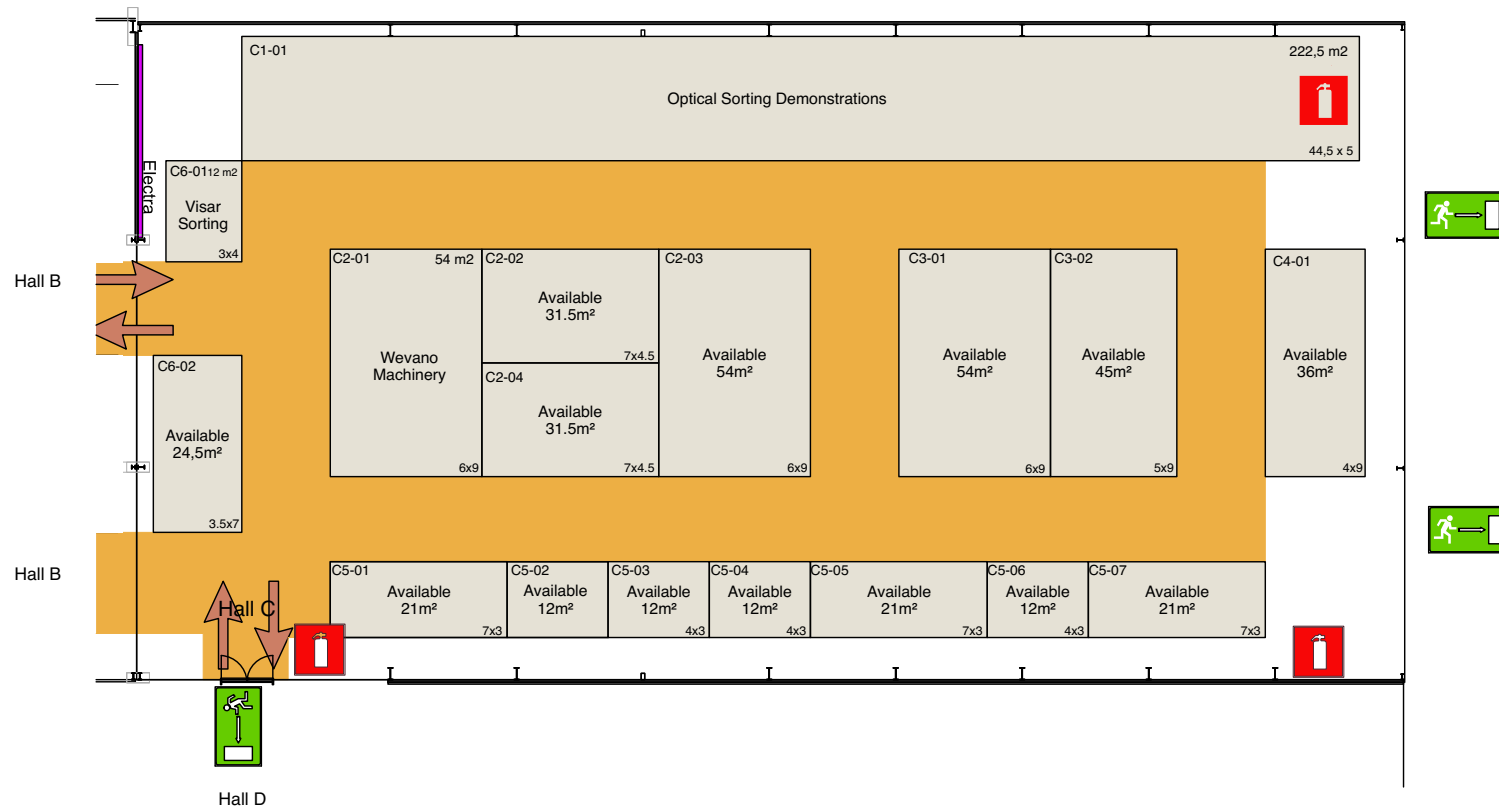 C1-01
222,5 m2
Optical Sorting Demonstrations
44,5 x 5
Electra
C6-01 12 m2
Visar
Sorting
3x4
Hall B
C2-01
54 m2
Wevano
Machinery
6x9
C2-02
Available
31.5m²
7x4.5
C2-03
Available
54m²
6x9
C2-04
Available
31.5m²
7x4.5
C3-01
Available
54m²
6x9
C3-02
Available
45m²
5x9
C4-01
Available
36m²
4x9
C6-02
Available
24,5m²
3.5x7
Hall B
Hall C
C5-01
Available
21m²
7x3
C5-02
Available
12m²
C5-03
Available
12m²
4x3
C5-04
Available
12m²
4x3
C5-05
Available
21m²
7x3
C5-06
Available
12m²
4x3
C5-07
Available
21m²
7x3
Hall D